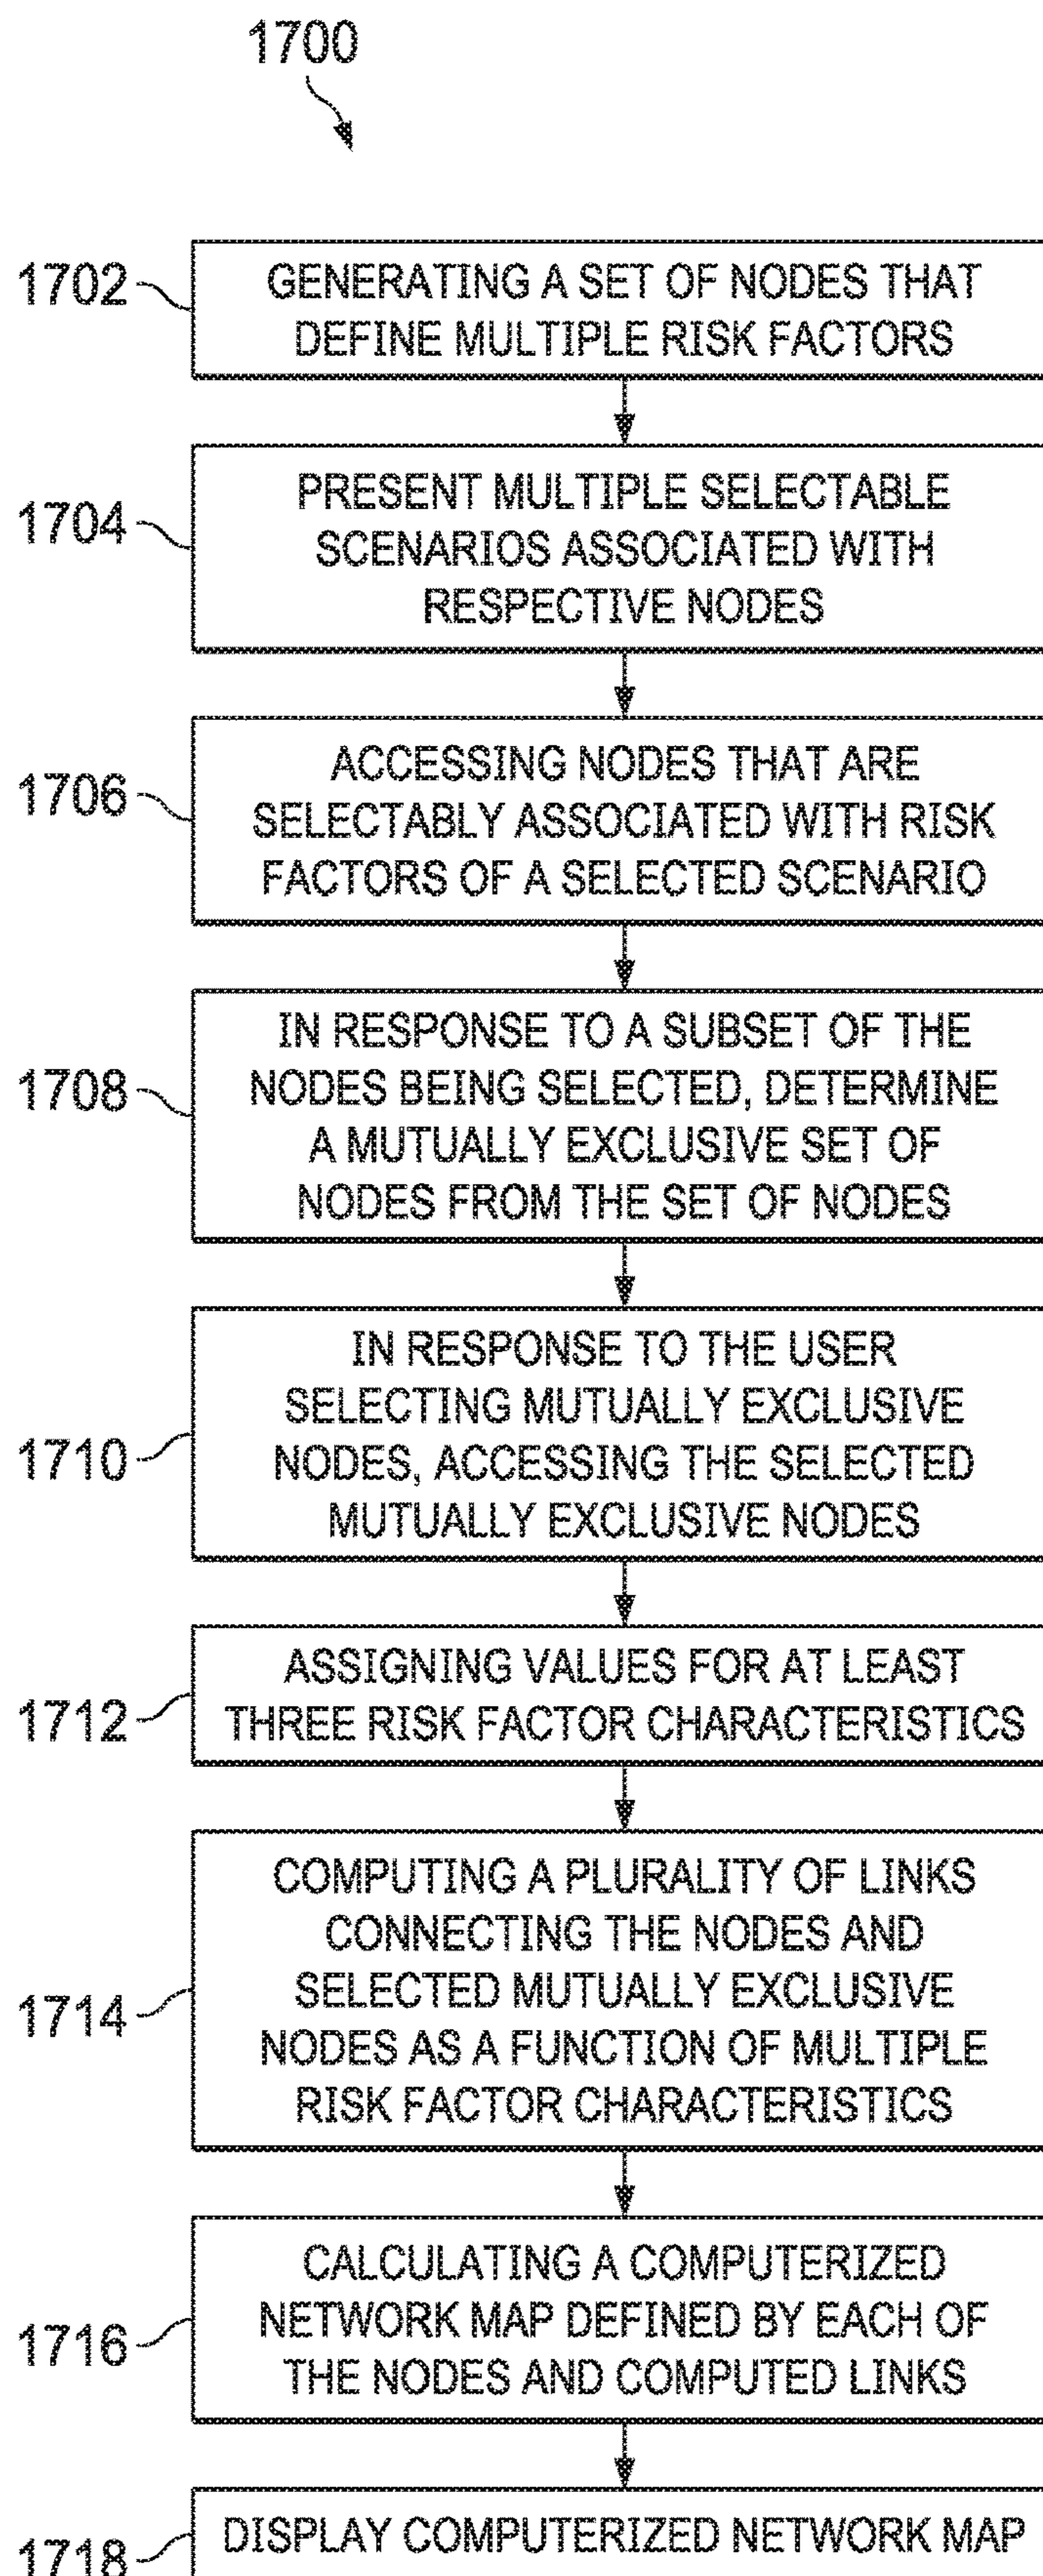 1700
1702
GENERATING A SET OF NODES THAT
DEFINE MULTIPLE RISK FACTORS
1704
PRESENT MULTIPLE SELECTABLE
SCENARIOS ASSOCIATED WITH
RESPECTIVE NODES
1706
ACCESSING NODES THAT ARE
SELECTABLY ASSOCIATED WITH RISK
FACTORS OF A SELECTED SCENARIO
1708
IN RESPONSE TO A SUBSET OF THE
NODES BEING SELECTED, DETERMINE
A MUTUALLY EXCLUSIVE SET OF
NODES FROM THE SET OF NODES
1710
IN RESPONSE TO THE USER
SELECTING MUTUALLY EXCLUSIVE
NODES, ACCESSING THE SELECTED
MUTUALLY EXCLUSIVE NODES
1712
ASSIGNING VALUES FOR AT LEAST
THREE RISK FACTOR CHARACTERISTICS
1714
COMPUTING A PLURALITY OF LINKS
CONNECTING THE NODES AND
SELECTED MUTUALLY EXCLUSIVE
NODES AS A FUNCTION OF MULTIPLE
RISK FACTOR CHARACTERISTICS
1716
CALCULATING A COMPUTERIZED
NETWORK MAP DEFINED BY EACH OF
THE NODES AND COMPUTED LINKS
1718
DISPLAY COMPUTERIZED NETWORK MAP